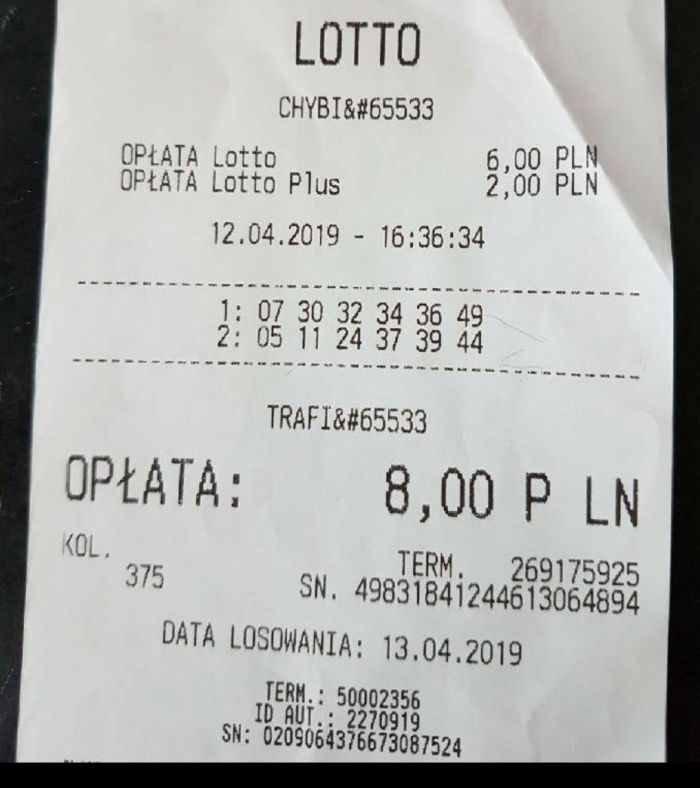 LOTTO
CHYBI&#65533
OPŁATA Lotto 6,00 PLN
OPŁATA Lotto Plus 2,00 PLN
12.04.2019 - 16:36:34
1: 07 30 32 34 36 49
2: 05 11 24 37 39 44
TRAFI&#65533
OPŁATA: 8,00 P LN
KOL. TERM. 269175925
375 SN. 49831841244613064894
DATA LOSOWANIA: 13.04.2019
TERM.: 50002356
ID AUT.: 2270919
SN: 0209064376673087524